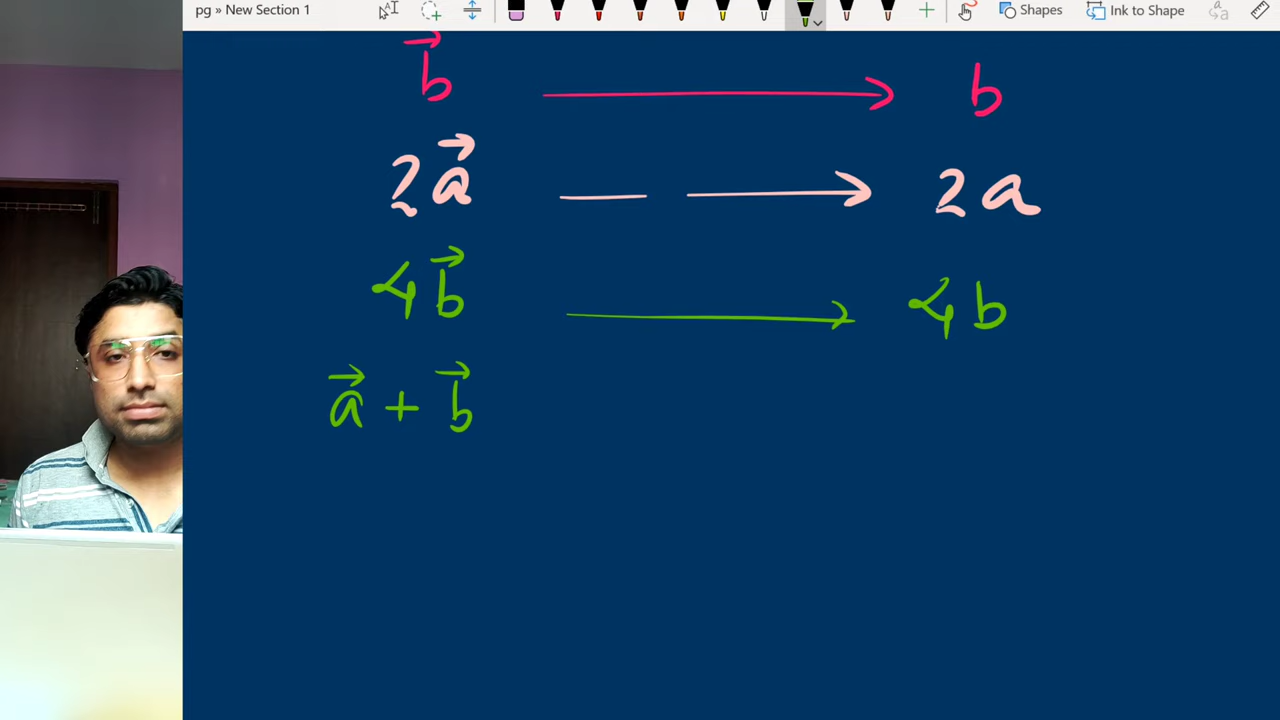 pg » New Section 1 Shapes Ink to Shape
b⃗ ⟶ b
2a⃗ — ⟶ 2a
4b⃗ ⟶ 4b
a⃗ + b⃗